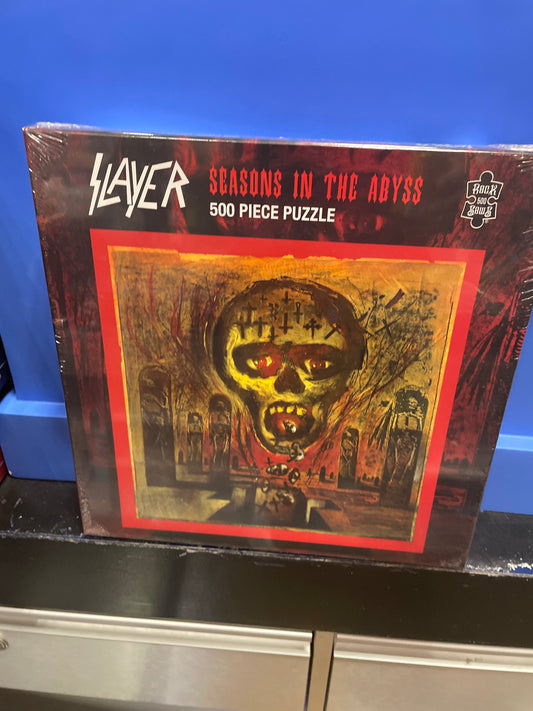 SLAYER
SEASONS IN THE ABYSS
500 PIECE PUZZLE
ROCK
500
SAWS